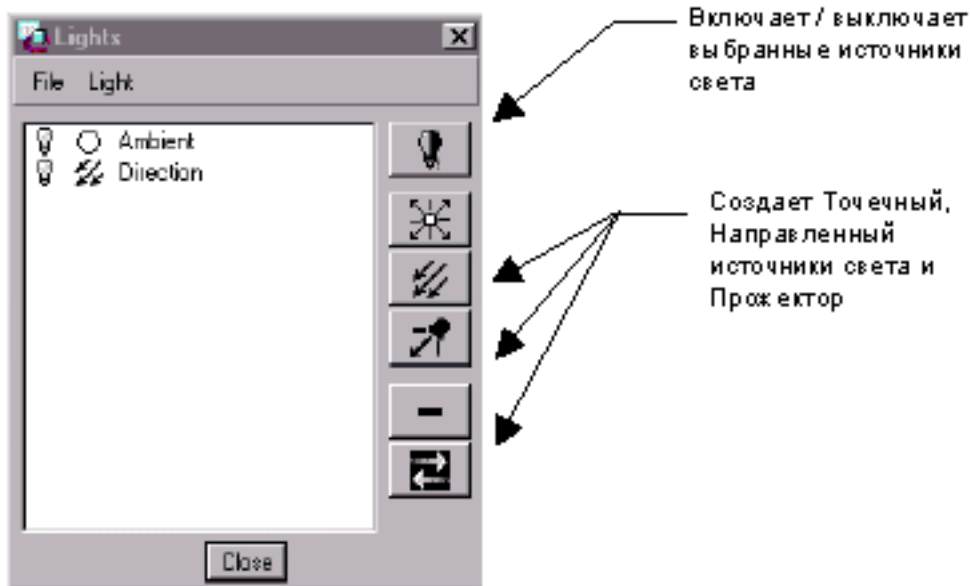 Lights
File Light
Ambient
Direction
Close
Включает / выключает
выбранные источники
света
Создает Точечный,
Направленный
источники света и
Прожектор